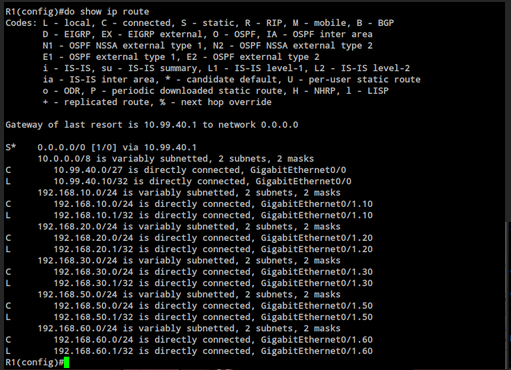 R1(config)#do show ip route
Codes: L - local, C - connected, S - static, R - RIP, M - mobile, B - BGP
       D - EIGRP, EX - EIGRP external, O - OSPF, IA - OSPF inter area
       N1 - OSPF NSSA external type 1, N2 - OSPF NSSA external type 2
       E1 - OSPF external type 1, E2 - OSPF external type 2
       i - IS-IS, su - IS-IS summary, L1 - IS-IS level-1, L2 - IS-IS level-2
       ia - IS-IS inter area, * - candidate default, U - per-user static route
       o - ODR, P - periodic downloaded static route, H - NHRP, l - LISP
       + - replicated route, % - next hop override
Gateway of last resort is 10.99.40.1 to network 0.0.0.0
S*    0.0.0.0/0 [1/0] via 10.99.40.1
      10.0.0.0/8 is variably subnetted, 2 subnets, 2 masks
C        10.99.40.0/27 is directly connected, GigabitEthernet0/0
L        10.99.40.10/32 is directly connected, GigabitEthernet0/0
      192.168.10.0/24 is variably subnetted, 2 subnets, 2 masks
C        192.168.10.0/24 is directly connected, GigabitEthernet0/1.10
L        192.168.10.1/32 is directly connected, GigabitEthernet0/1.10
      192.168.20.0/24 is variably subnetted, 2 subnets, 2 masks
C        192.168.20.0/24 is directly connected, GigabitEthernet0/1.20
L        192.168.20.1/32 is directly connected, GigabitEthernet0/1.20
      192.168.30.0/24 is variably subnetted, 2 subnets, 2 masks
C        192.168.30.0/24 is directly connected, GigabitEthernet0/1.30
L        192.168.30.1/32 is directly connected, GigabitEthernet0/1.30
      192.168.50.0/24 is variably subnetted, 2 subnets, 2 masks
C        192.168.50.0/24 is directly connected, GigabitEthernet0/1.50
L        192.168.50.1/32 is directly connected, GigabitEthernet0/1.50
      192.168.60.0/24 is variably subnetted, 2 subnets, 2 masks
C        192.168.60.0/24 is directly connected, GigabitEthernet0/1.60
L        192.168.60.1/32 is directly connected, GigabitEthernet0/1.60
R1(config)#